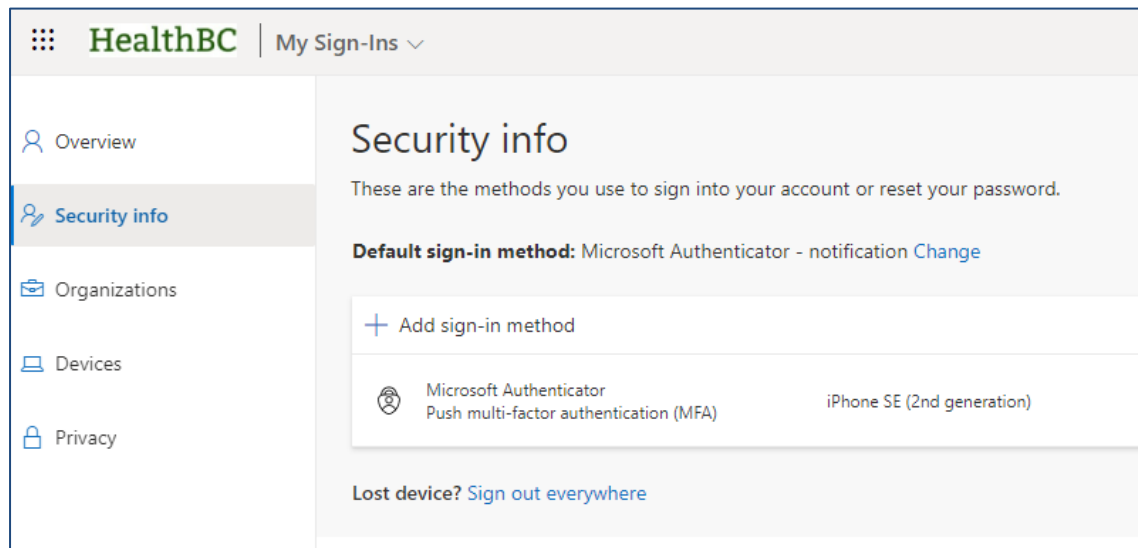 HealthBC My Sign-Ins
Overview
Security info
Organizations
Devices
Privacy
Security info
These are the methods you use to sign into your account or reset your password.
Default sign-in method: Microsoft Authenticator - notification Change
Add sign-in method
Microsoft Authenticator
Push multi-factor authentication (MFA)
iPhone SE (2nd generation)
Lost device? Sign out everywhere